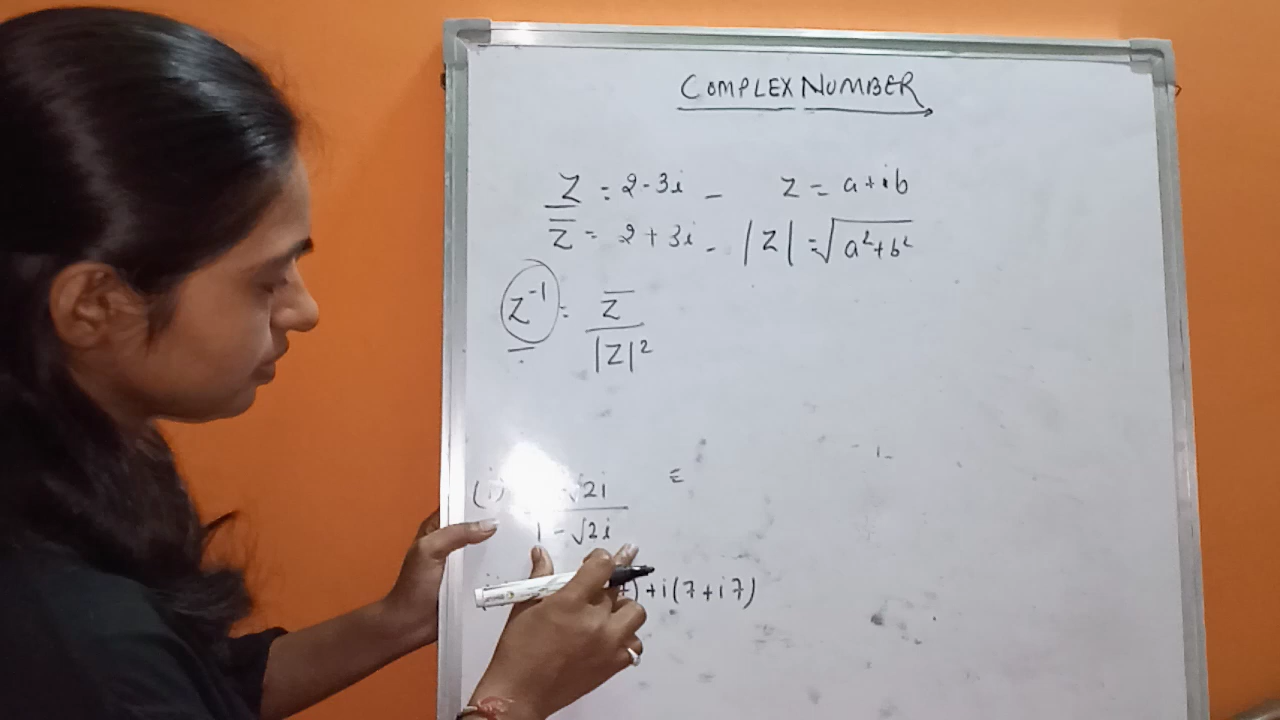 COMPLEX NUMBER
Z = 2 - 3i - z = a + ib
Z̅ = 2 + 3i - |Z| = √a²+b²
Z⁻¹ = Z̅
|Z|²
(i) √2i =
1 - √2i
) + i(7 + i7)